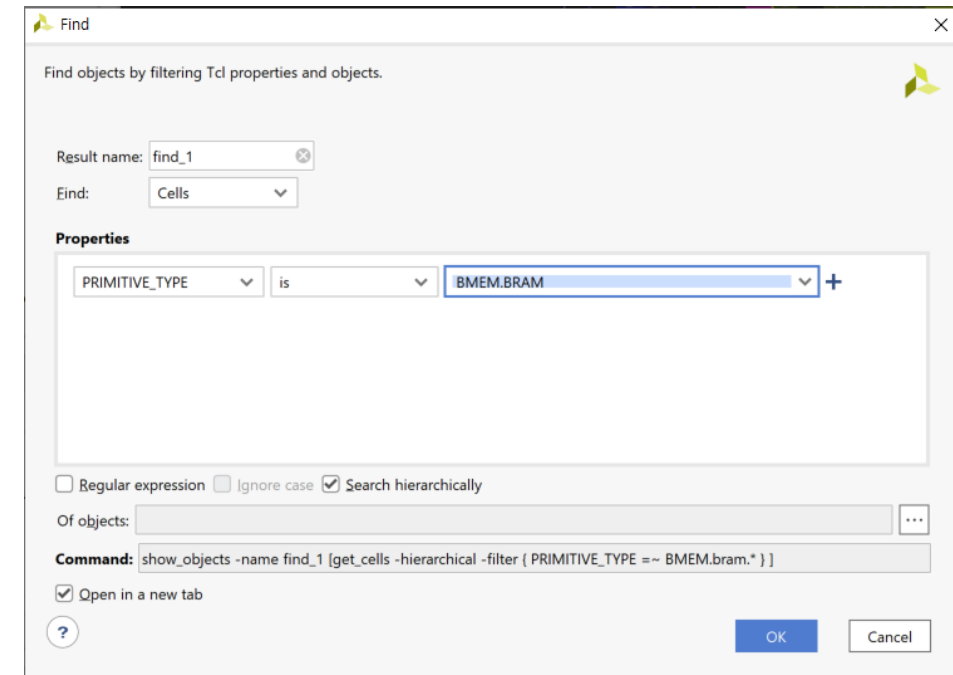 Find
Find objects by filtering Tcl properties and objects.
Result name: find_1
Find: Cells
Properties
PRIMITIVE_TYPE is BMEM.BRAM +
Regular expression Ignore case Search hierarchically
Of objects: ...
Command: show_objects -name find_1 [get_cells -hierarchical -filter { PRIMITIVE_TYPE =~ BMEM.bram.* } ]
Open in a new tab
? OK Cancel